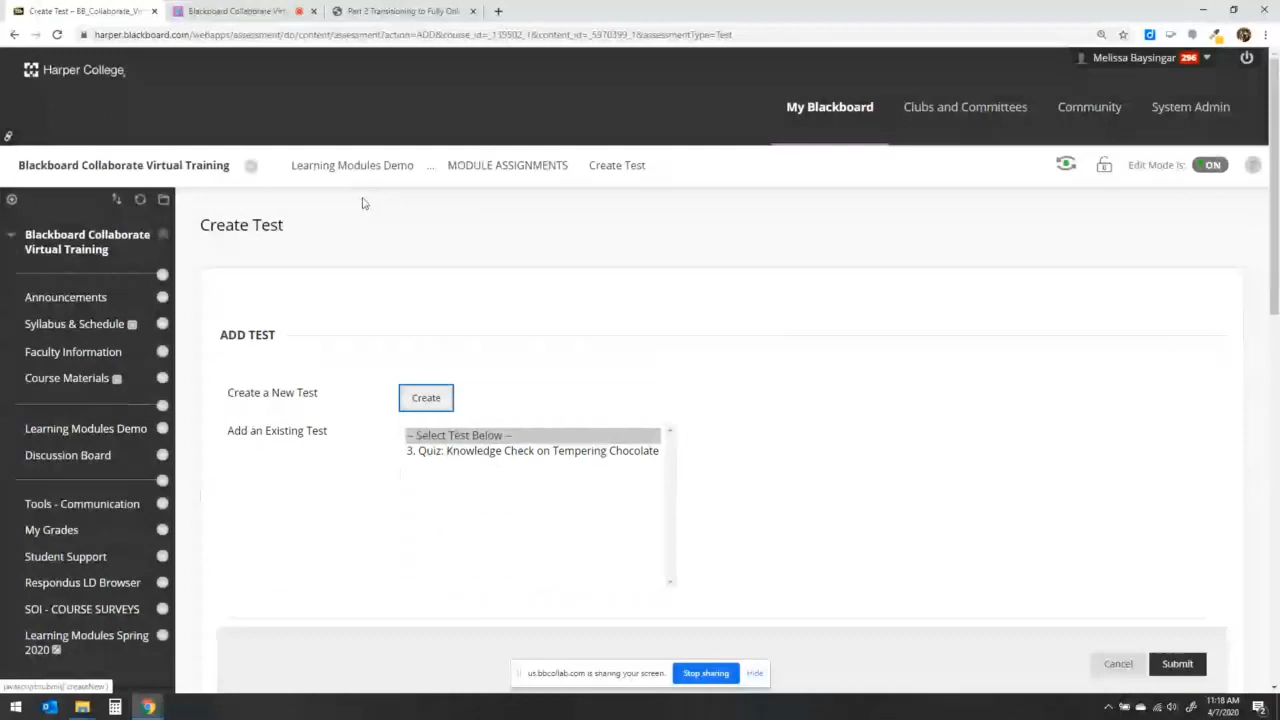 Create Test – BB_Collaborate_Vi
Blackboard Collaborate Virtu
Part 2 Transitioning to Fully Onl
harper.blackboard.com/webapps/assessment/do/content/assessment?action=ADD&course_id=_139502_1&content_id=_5970399_1&assessmentType=Test
Harper College
Melissa Baysingar 296
My Blackboard
Clubs and Committees
Community
System Admin
Blackboard Collaborate Virtual Training
Learning Modules Demo
...
MODULE ASSIGNMENTS
Create Test
Edit Mode is: ON
Blackboard Collaborate
Virtual Training
Announcements
Syllabus & Schedule
Faculty Information
Course Materials
Learning Modules Demo
Discussion Board
Tools - Communication
My Grades
Student Support
Respondus LD Browser
SOI - COURSE SURVEYS
Learning Modules Spring
2020
Create Test
ADD TEST
Create a New Test
Create
Add an Existing Test
-- Select Test Below --
3. Quiz: Knowledge Check on Tempering Chocolate
Cancel
Submit
us.bbcollab.com is sharing your screen.
Stop sharing
Hide
javascript:submit('createNew')
11:18 AM
4/7/2020
2